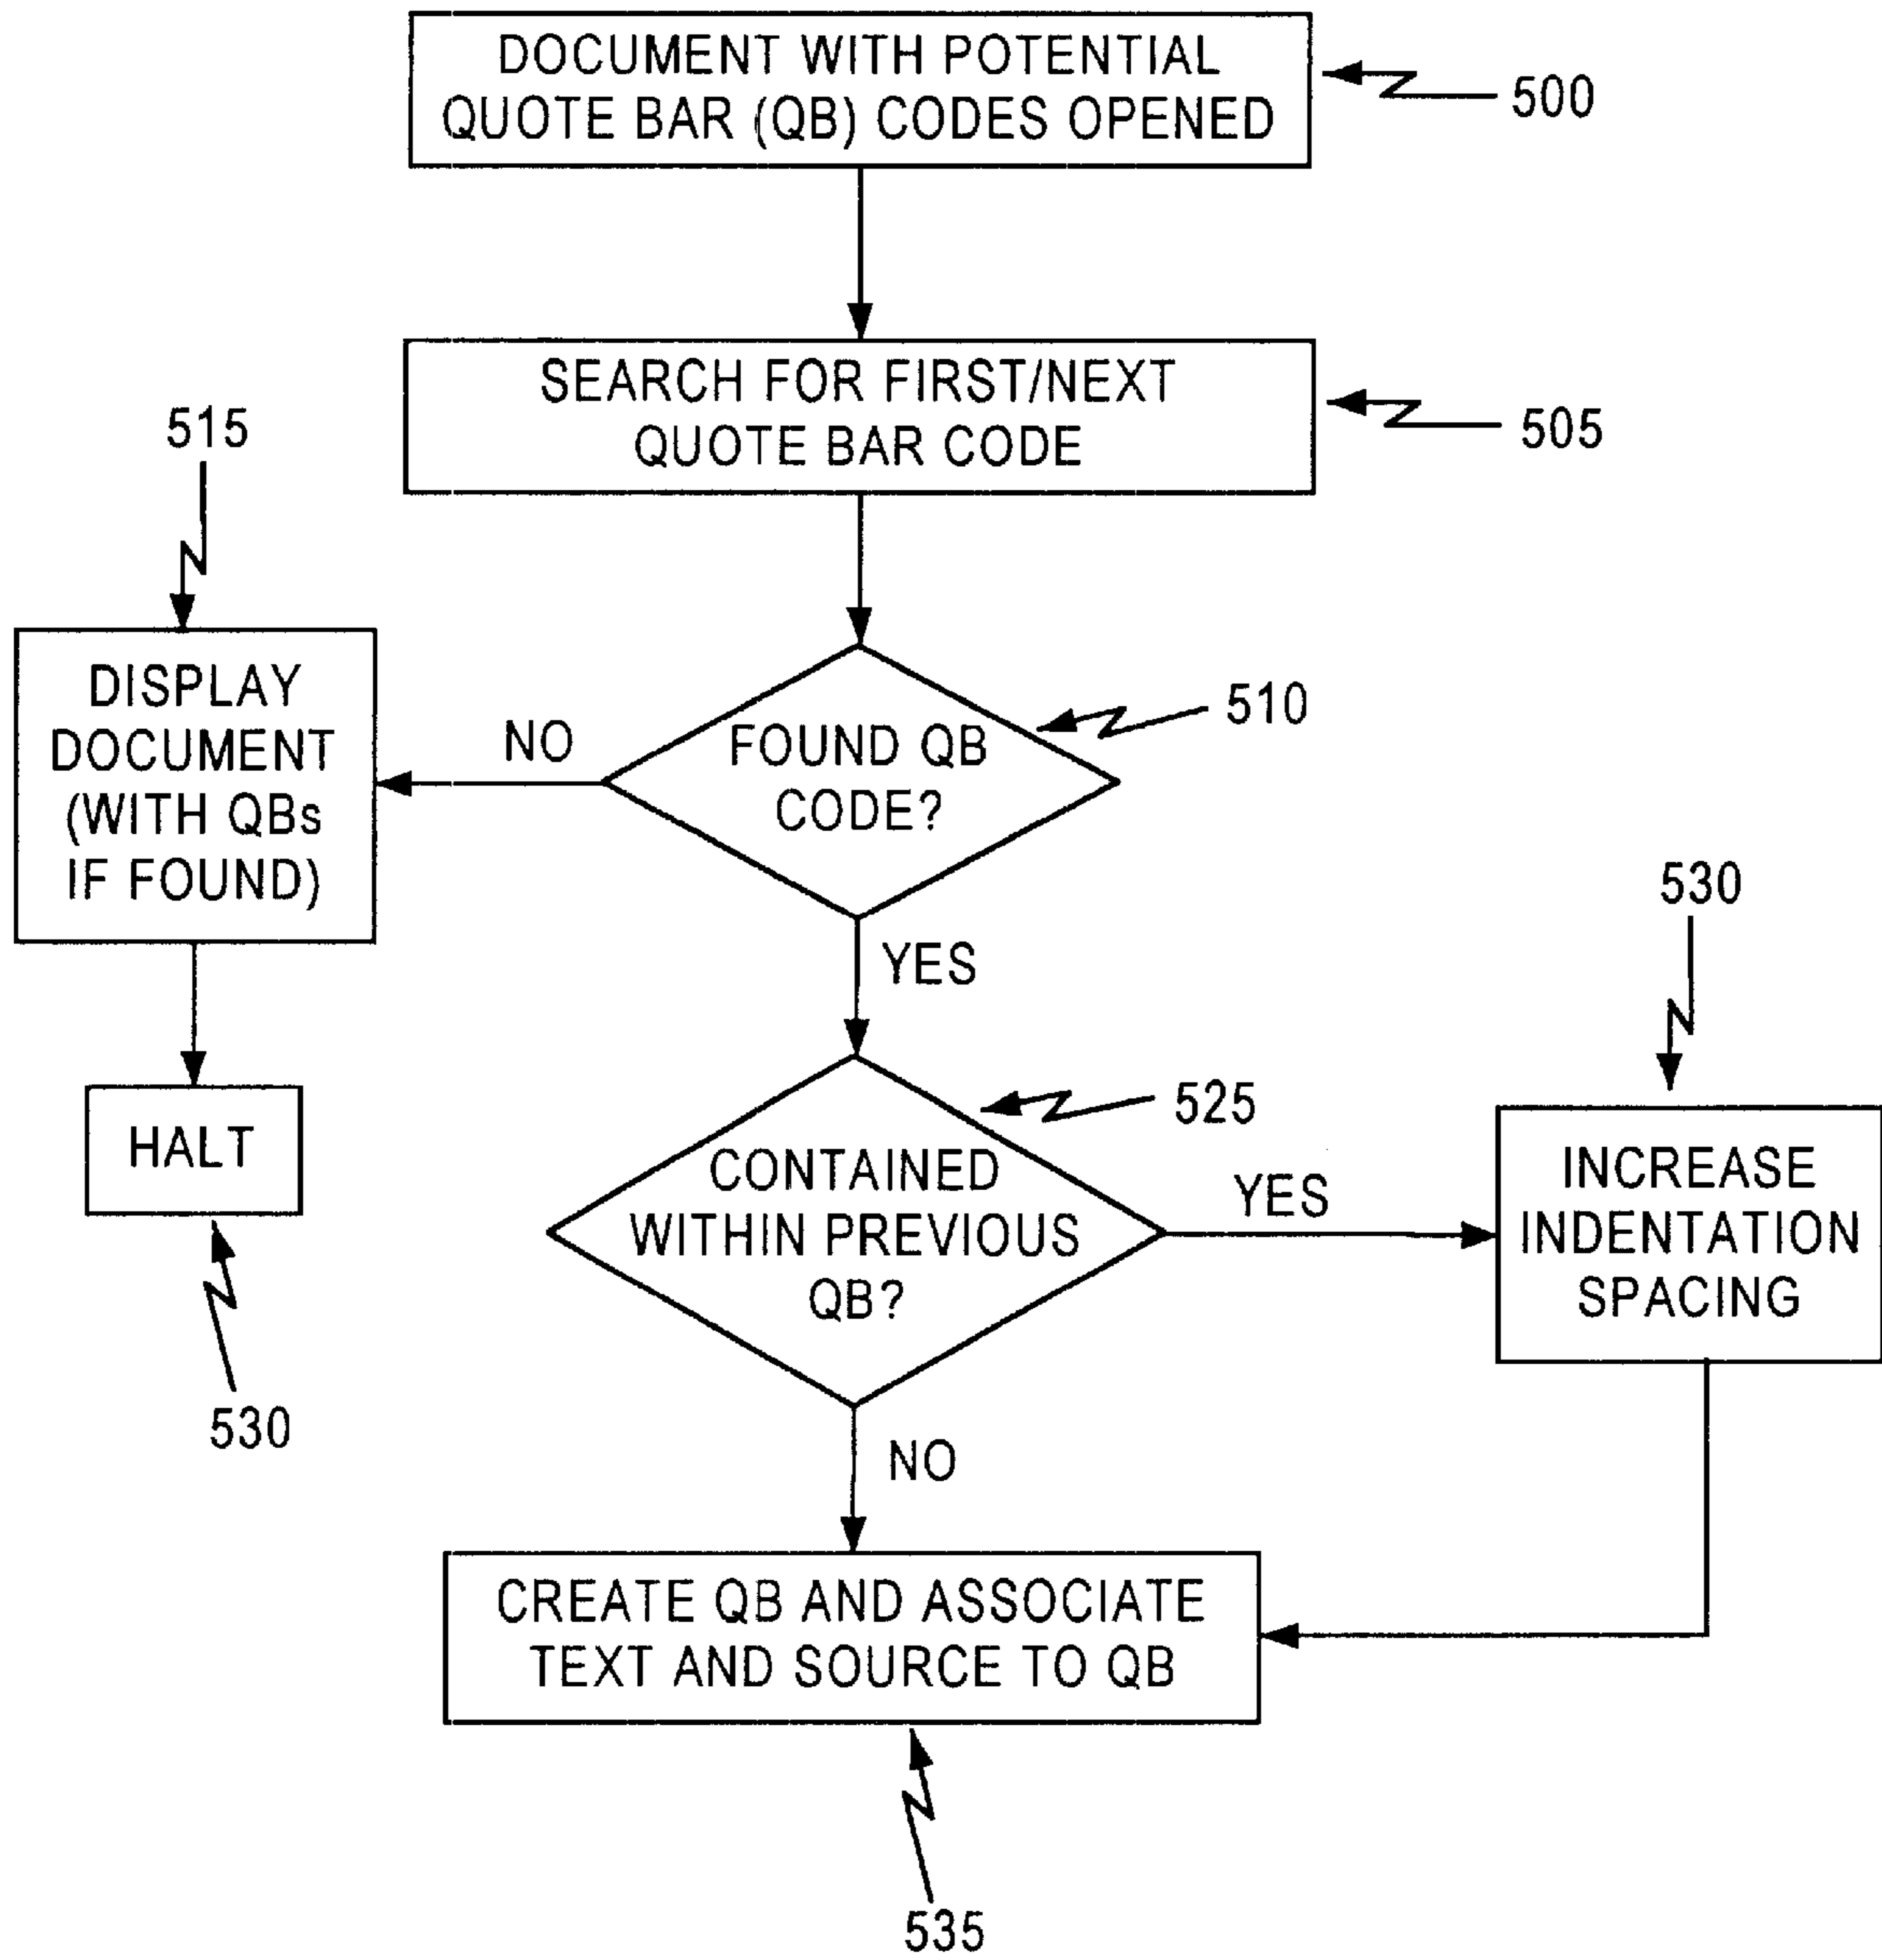 DOCUMENT WITH POTENTIAL
QUOTE BAR (QB) CODES OPENED
500
SEARCH FOR FIRST/NEXT
QUOTE BAR CODE
505
515
DISPLAY
DOCUMENT
(WITH QBs
IF FOUND)
NO
FOUND QB
CODE?
510
YES
530
HALT
530
525
CONTAINED
WITHIN PREVIOUS
QB?
YES
INCREASE
INDENTATION
SPACING
NO
CREATE QB AND ASSOCIATE
TEXT AND SOURCE TO QB
535